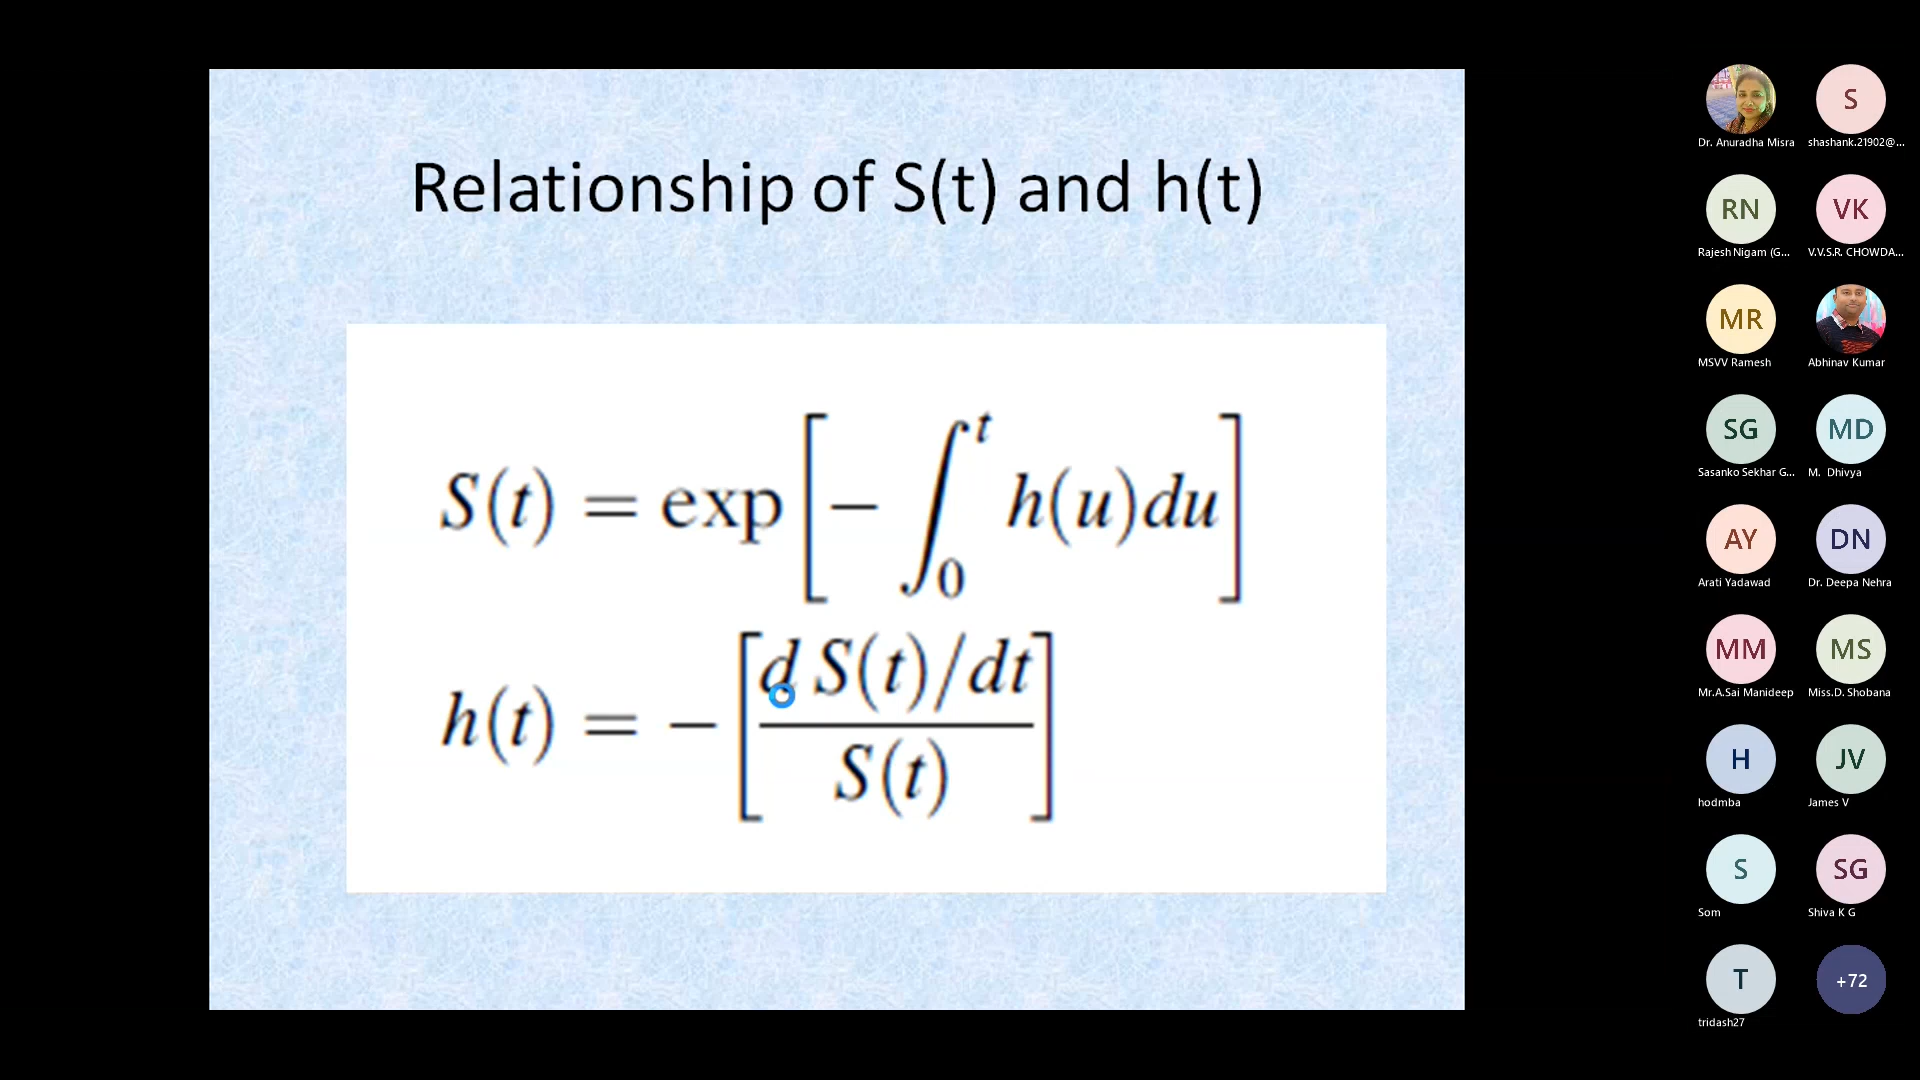 Relationship of S(t) and h(t)
S(t) = exp[− ∫₀ᵗ h(u)du]
h(t) = −[d S(t)/dt / S(t)]
Dr. Anuradha Misra
S
shashank.21902@...
RN
Rajesh Nigam (G...
VK
V.V.S.R. CHOWDA...
MR
MSVV Ramesh
Abhinav Kumar
SG
Sasanko Sekhar G...
MD
M. Dhivya
AY
Arati Yadawad
DN
Dr. Deepa Nehra
MM
Mr.A.Sai Manideep
MS
Miss.D. Shobana
H
hodmba
JV
James V
S
Som
SG
Shiva K G
T
tridash27
+72